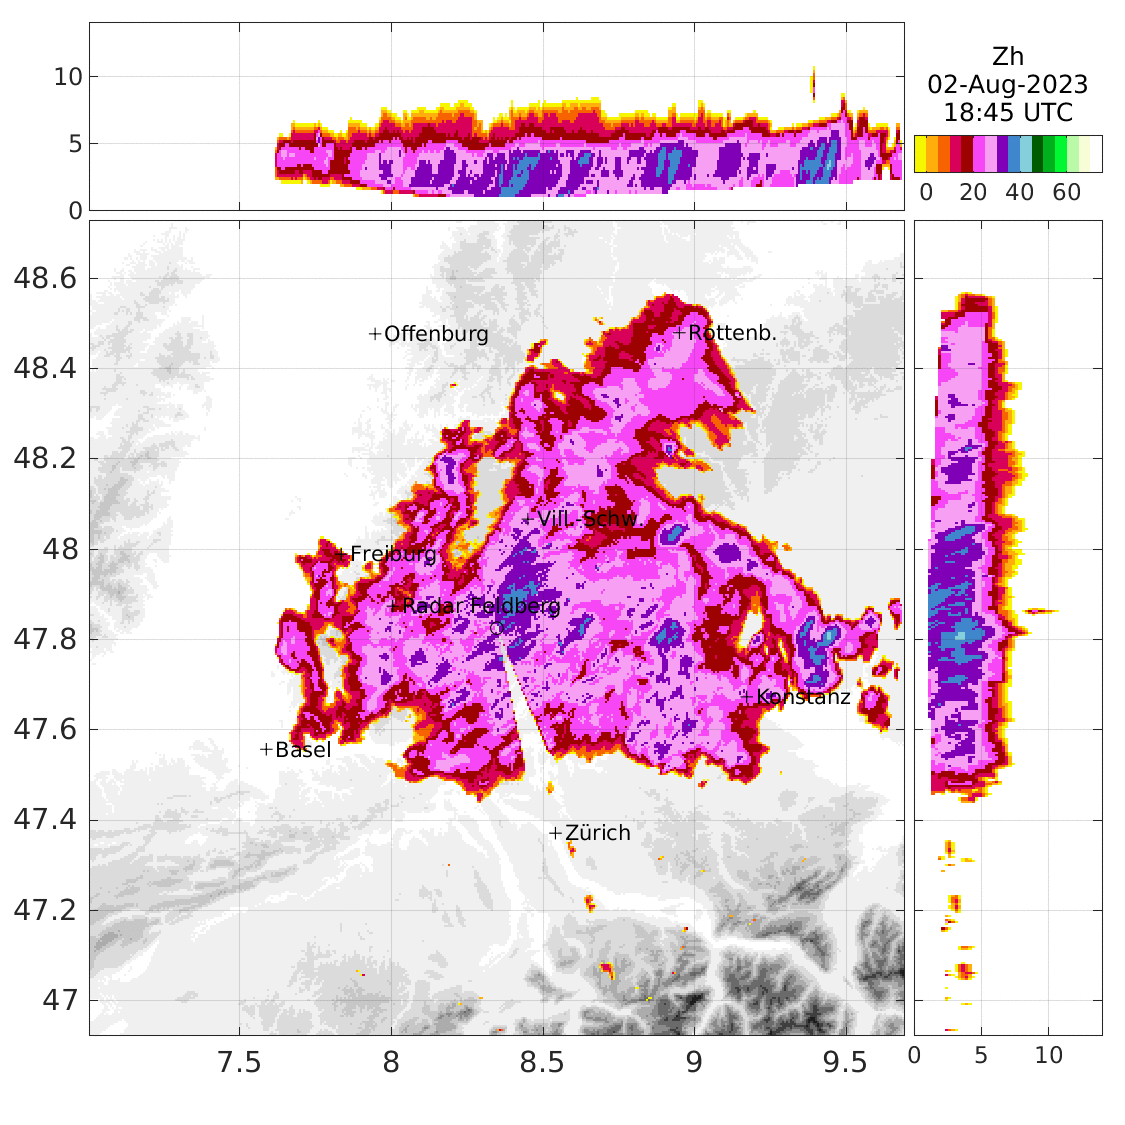 10
5
0
Zh
02-Aug-2023
18:45 UTC
0 20 40 60
48.6
48.4
48.2
48
47.8
47.6
47.4
47.2
47
+Offenburg
+Rottenb.
+Vill.-Schw.
+Freiburg
+Radar Feldberg
+Konstanz
+Basel
+Zürich
7.5 8 8.5 9 9.5
0 5 10